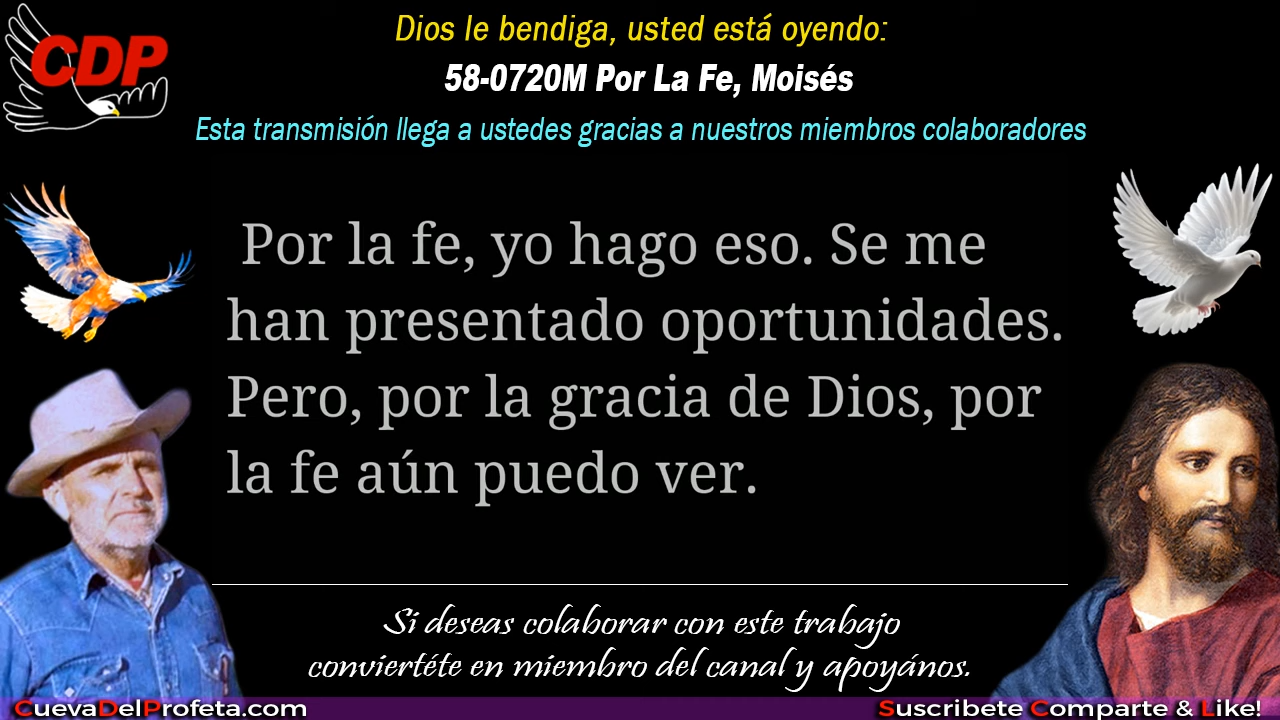 CDP
Dios le bendiga, usted está oyendo:
58-0720M Por La Fe, Moisés
Esta transmisión llega a ustedes gracias a nuestros miembros colaboradores
Por la fe, yo hago eso. Se me
han presentado oportunidades.
Pero, por la gracia de Dios, por
la fe aún puedo ver.
Si deseas colaborar con este trabajo
conviertéte en miembro del canal y apoyános.
CuevaDelProfeta.com
Suscribete Comparte & Like!